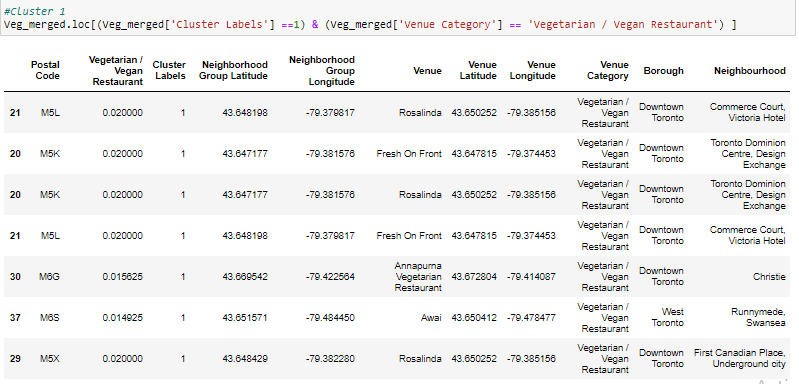 #Cluster 1
Veg_merged.loc[(Veg_merged['Cluster Labels'] ==1) & (Veg_merged['Venue Category'] == 'Vegetarian / Vegan Restaurant') ]
Postal Code Vegetarian / Vegan Restaurant Cluster Labels Neighborhood Group Latitude Neighborhood Group Longitude Venue Venue Latitude Venue Longitude Venue Category Borough Neighbourhood
21 M5L 0.020000 1 43.648198 -79.379817 Rosalinda 43.650252 -79.385156 Vegetarian / Vegan Restaurant Downtown Toronto Commerce Court, Victoria Hotel
20 M5K 0.020000 1 43.647177 -79.381576 Fresh On Front 43.647815 -79.374453 Vegetarian / Vegan Restaurant Downtown Toronto Toronto Dominion Centre, Design Exchange
20 M5K 0.020000 1 43.647177 -79.381576 Rosalinda 43.650252 -79.385156 Vegetarian / Vegan Restaurant Downtown Toronto Toronto Dominion Centre, Design Exchange
21 M5L 0.020000 1 43.648198 -79.379817 Fresh On Front 43.647815 -79.374453 Vegetarian / Vegan Restaurant Downtown Toronto Commerce Court, Victoria Hotel
30 M6G 0.015625 1 43.669542 -79.422564 Annapurna Vegetarian Restaurant 43.672804 -79.414087 Vegetarian / Vegan Restaurant Downtown Toronto Christie
37 M6S 0.014925 1 43.651571 -79.484450 Awai 43.650412 -79.478477 Vegetarian / Vegan Restaurant West Toronto Runnymede, Swansea
29 M5X 0.020000 1 43.648429 -79.382280 Rosalinda 43.650252 -79.385156 Vegetarian / Vegan Restaurant Downtown Toronto First Canadian Place, Underground city